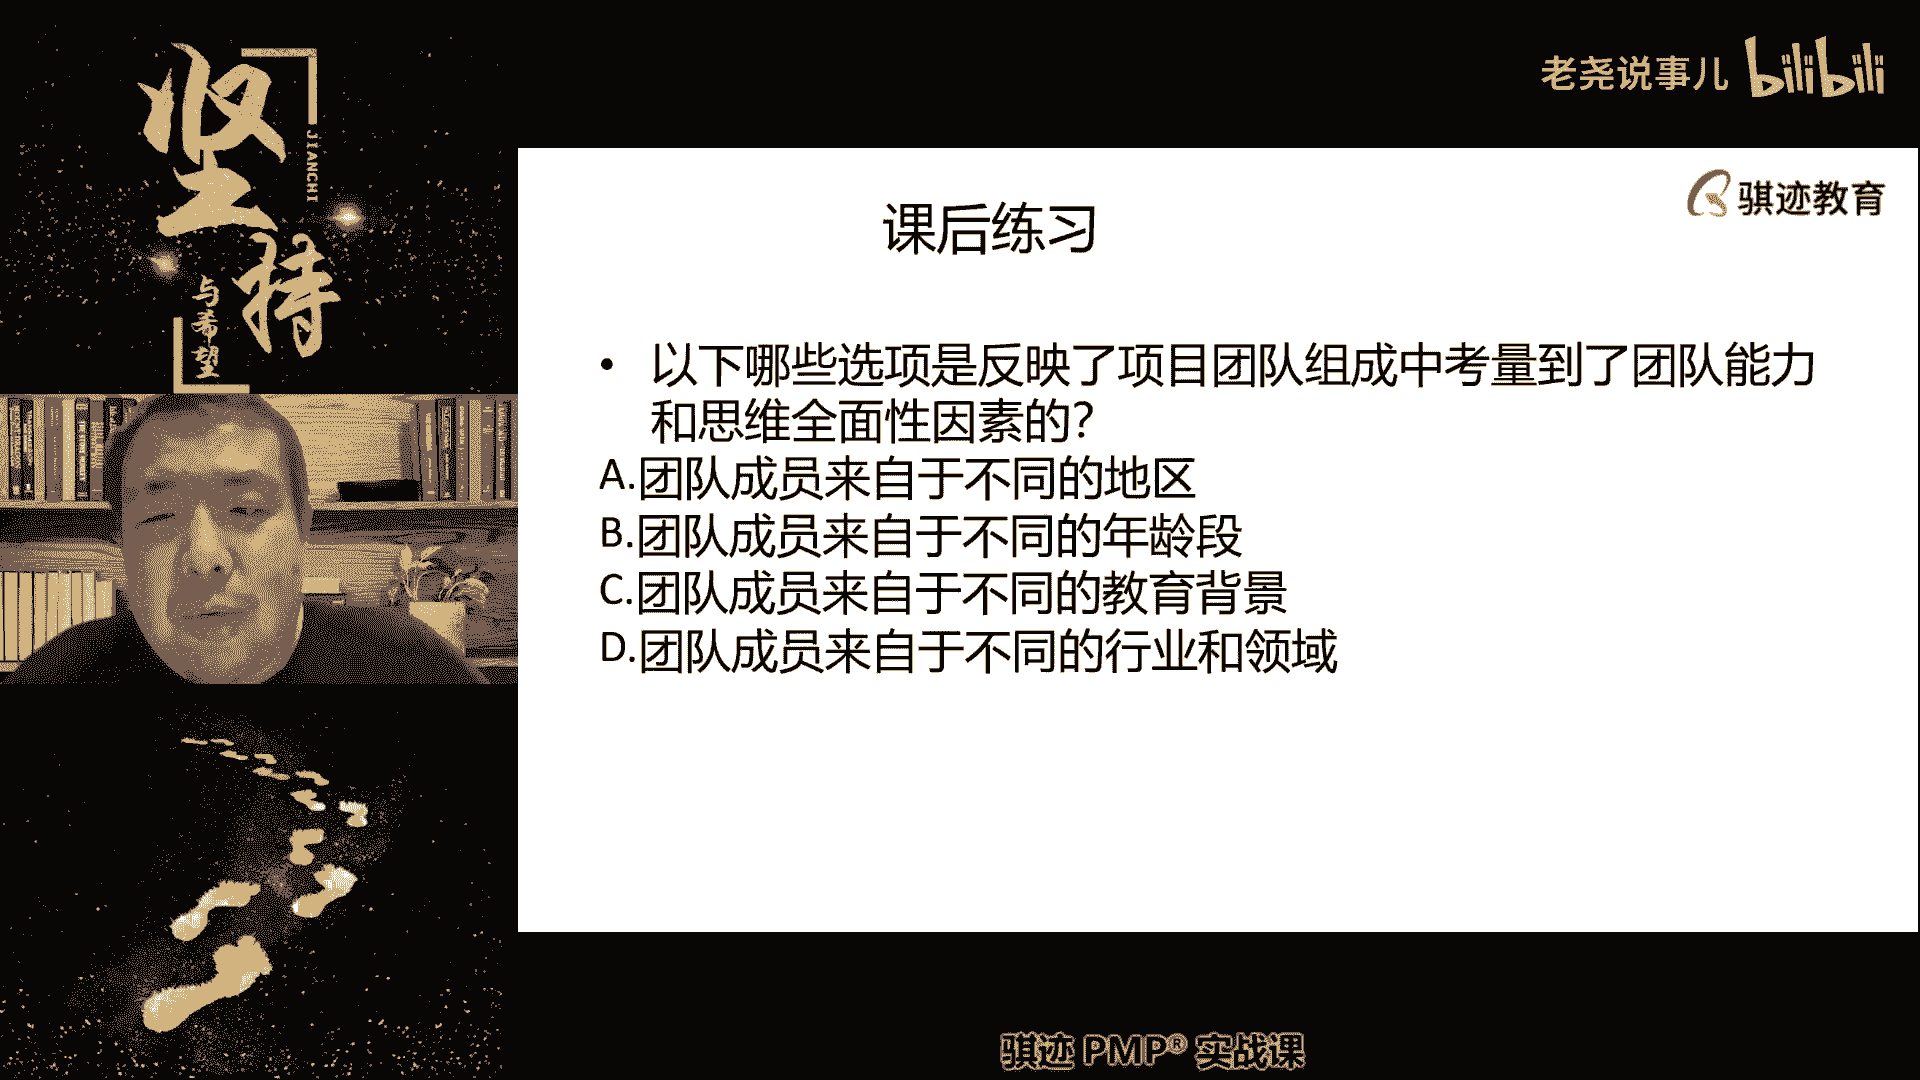 坚持
JIANCHI
与希望
老尧说事儿 bilibili
骐迹教育
课后练习
• 以下哪些选项是反映了项目团队组成中考量到了团队能力
和思维全面性因素的？
A.团队成员来自于不同的地区
B.团队成员来自于不同的年龄段
C.团队成员来自于不同的教育背景
D.团队成员来自于不同的行业和领域
骐迹 PMP® 实战课